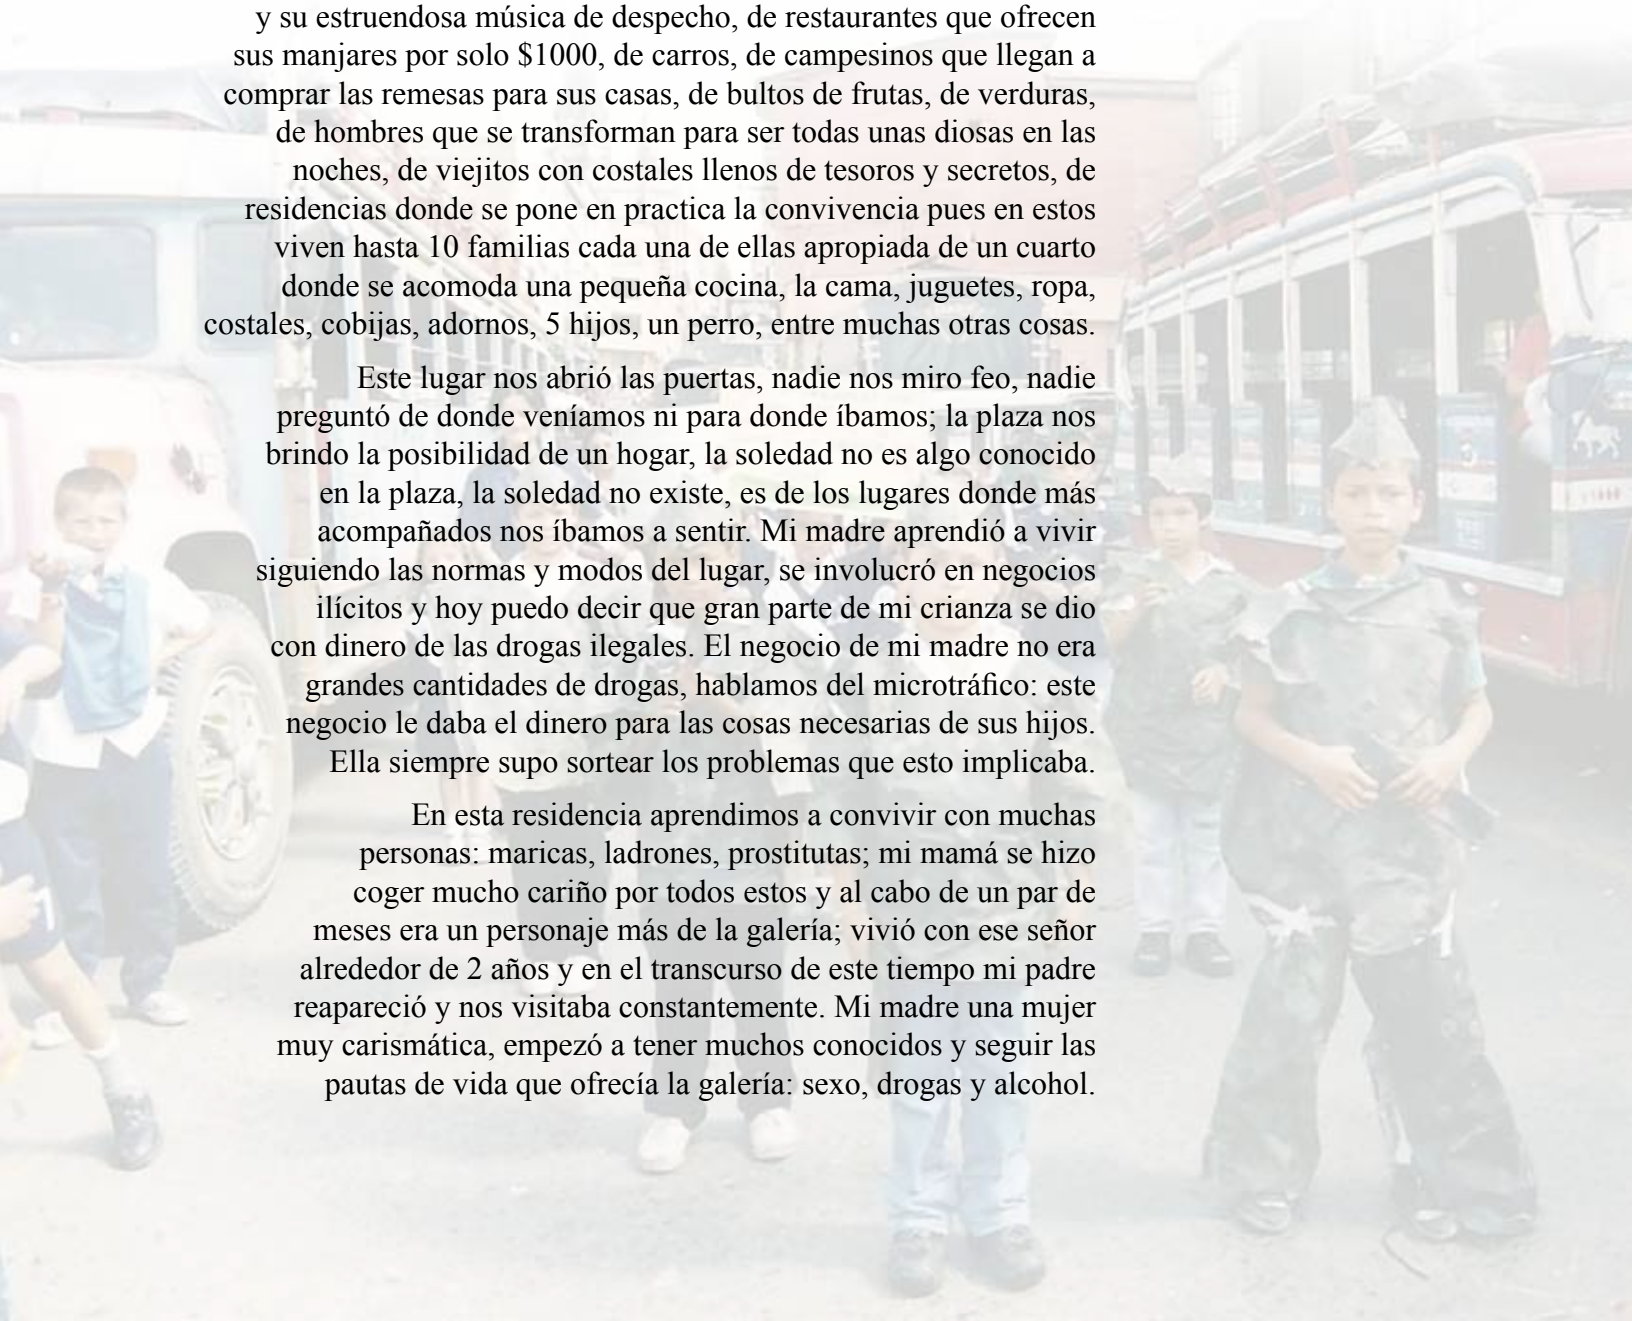 y su estruendosa música de despecho, de restaurantes que ofrecen
sus manjares por solo $1000, de carros, de campesinos que llegan a
comprar las remesas para sus casas, de bultos de frutas, de verduras,
de hombres que se transforman para ser todas unas diosas en las
noches, de viejitos con costales llenos de tesoros y secretos, de
residencias donde se pone en practica la convivencia pues en estos
viven hasta 10 familias cada una de ellas apropiada de un cuarto
donde se acomoda una pequeña cocina, la cama, juguetes, ropa,
costales, cobijas, adornos, 5 hijos, un perro, entre muchas otras cosas.
Este lugar nos abrió las puertas, nadie nos miro feo, nadie
preguntó de donde veníamos ni para donde íbamos; la plaza nos
brindo la posibilidad de un hogar, la soledad no es algo conocido
en la plaza, la soledad no existe, es de los lugares donde más
acompañados nos íbamos a sentir. Mi madre aprendió a vivir
siguiendo las normas y modos del lugar, se involucró en negocios
ilícitos y hoy puedo decir que gran parte de mi crianza se dio
con dinero de las drogas ilegales. El negocio de mi madre no era
grandes cantidades de drogas, hablamos del microtráfico: este
negocio le daba el dinero para las cosas necesarias de sus hijos.
Ella siempre supo sortear los problemas que esto implicaba.
En esta residencia aprendimos a convivir con muchas
personas: maricas, ladrones, prostitutas; mi mamá se hizo
coger mucho cariño por todos estos y al cabo de un par de
meses era un personaje más de la galería; vivió con ese señor
alrededor de 2 años y en el transcurso de este tiempo mi padre
reapareció y nos visitaba constantemente. Mi madre una mujer
muy carismática, empezó a tener muchos conocidos y seguir las
pautas de vida que ofrecía la galería: sexo, drogas y alcohol.